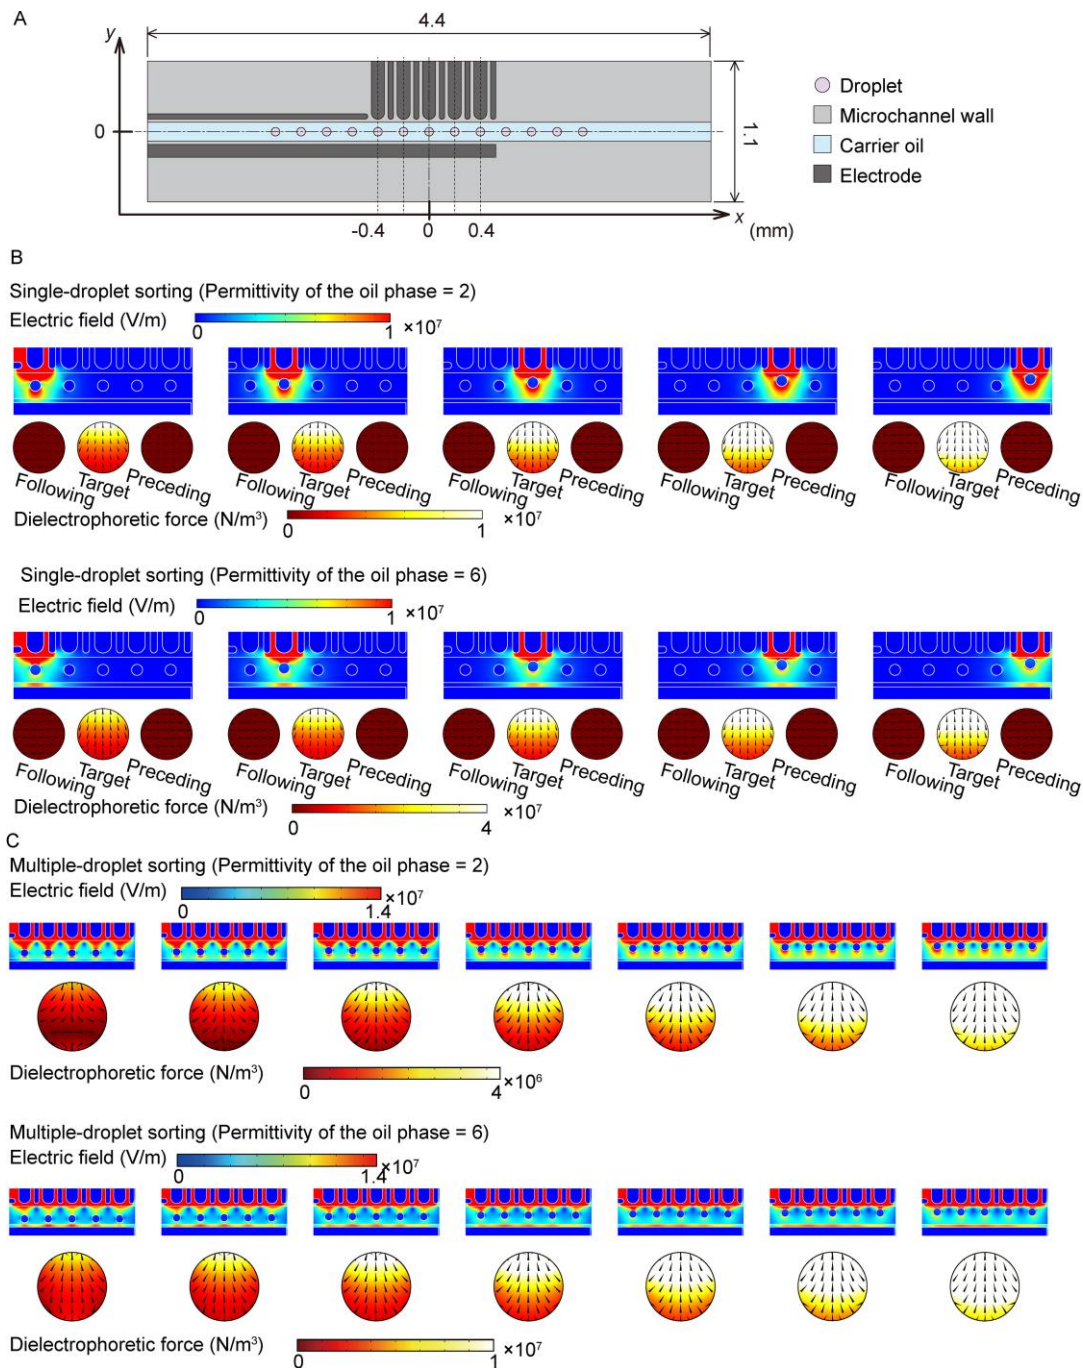 A
y
4.4
0
1.1
-0.4
0
0.4
x
(mm)
Droplet
Microchannel wall
Carrier oil
Electrode
B
Single-droplet sorting (Permittivity of the oil phase = 2)
Electric field (V/m)
0
1
×10⁷
Following Target Preceding Following Target Preceding Following Target Preceding Following Target Preceding Following Target Preceding
Dielectrophoretic force (N/m³)
0
1
×10⁷
Single-droplet sorting (Permittivity of the oil phase = 6)
Electric field (V/m)
0
1
×10⁷
Following Target Preceding Following Target Preceding Following Target Preceding Following Target Preceding Following Target Preceding
Dielectrophoretic force (N/m³)
0
4
×10⁷
C
Multiple-droplet sorting (Permittivity of the oil phase = 2)
Electric field (V/m)
0
1.4
×10⁷
Dielectrophoretic force (N/m³)
0
4
×10⁶
Multiple-droplet sorting (Permittivity of the oil phase = 6)
Electric field (V/m)
0
1.4
×10⁷
Dielectrophoretic force (N/m³)
0
1
×10⁷